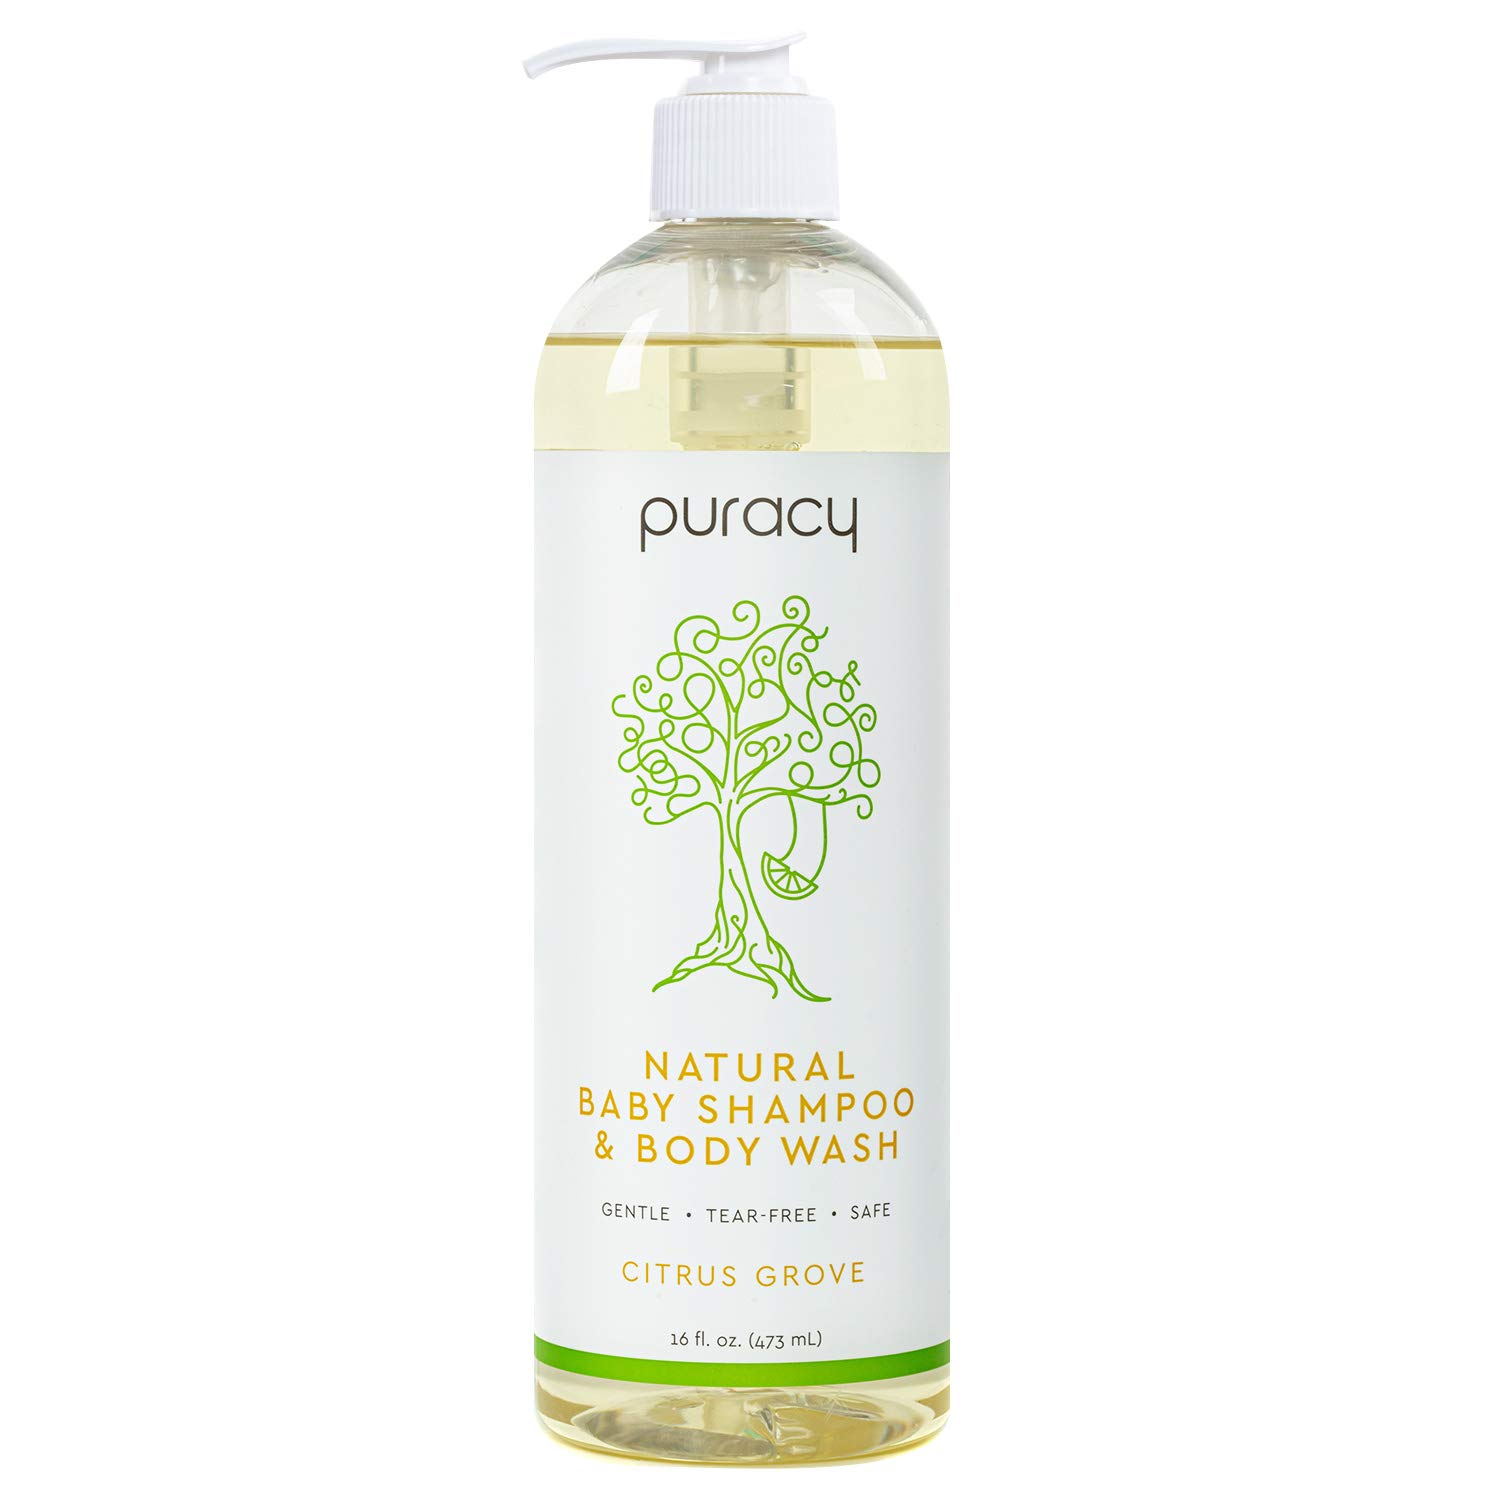 puracy
NATURAL
BABY SHAMPOO
& BODY WASH
GENTLE • TEAR-FREE • SAFE
CITRUS GROVE
16 fl. oz. (473 mL)